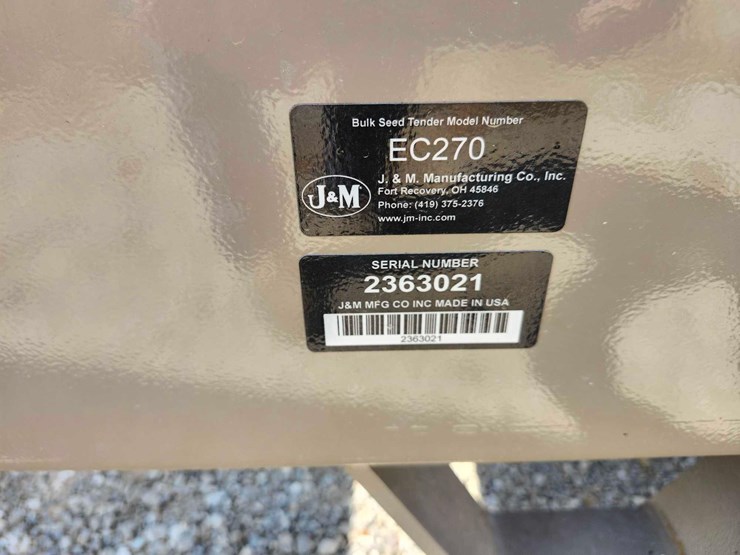 Bulk Seed Tender Model Number
EC270
J&M
J. & M. Manufacturing Co., Inc.
Fort Recovery, OH 45846
Phone: (419) 375-2376
www.jm-inc.com
SERIAL NUMBER
2363021
J&M MFG CO INC MADE IN USA
2363021